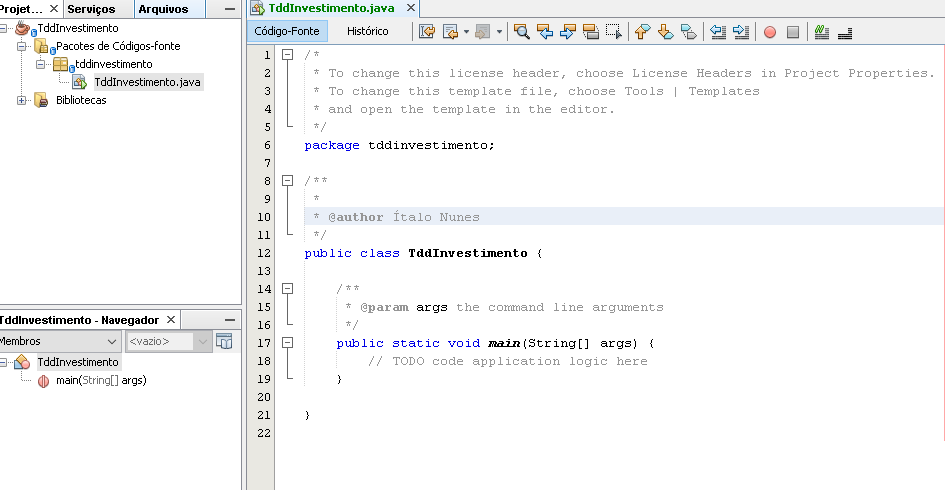 Projet...
Serviços
Arquivos
TddInvestimento
Pacotes de Códigos-fonte
tddinvestimento
TddInvestimento.java
Bibliotecas
TddInvestimento - Navegador
Membros
<vazio>
TddInvestimento
main(String[] args)
TddInvestimento.java
Código-Fonte
Histórico
1 /*
2 * To change this license header, choose License Headers in Project Properties.
3 * To change this template file, choose Tools | Templates
4 * and open the template in the editor.
5 */
6 package tddinvestimento;
7
8 /**
9 *
10 * @author Ítalo Nunes
11 */
12 public class TddInvestimento {
13
14 /**
15 * @param args the command line arguments
16 */
17 public static void main(String[] args) {
18 // TODO code application logic here
19 }
20
21 }
22